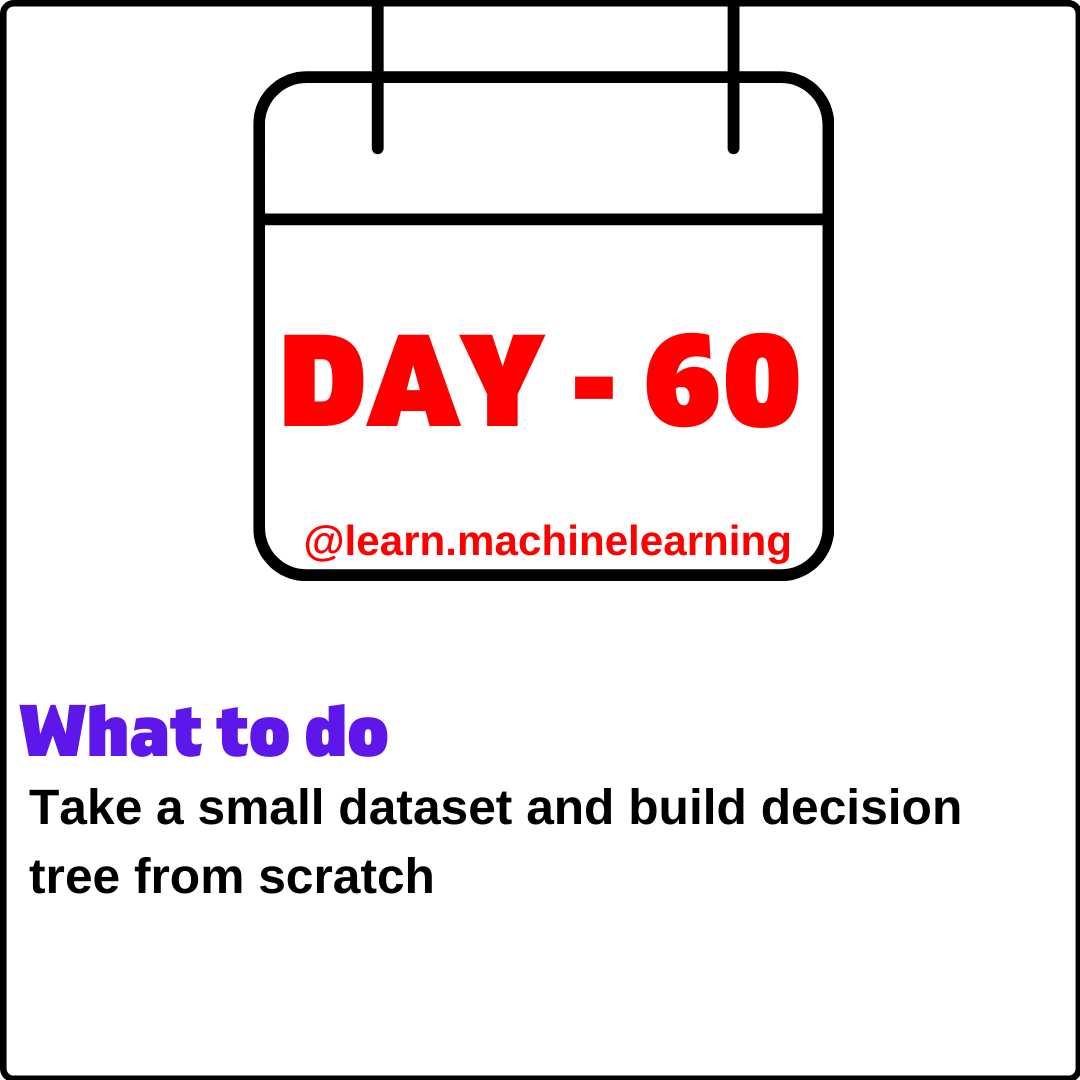 DAY - 60
@learn.machinelearning
What to do
Take a small dataset and build decision
tree from scratch